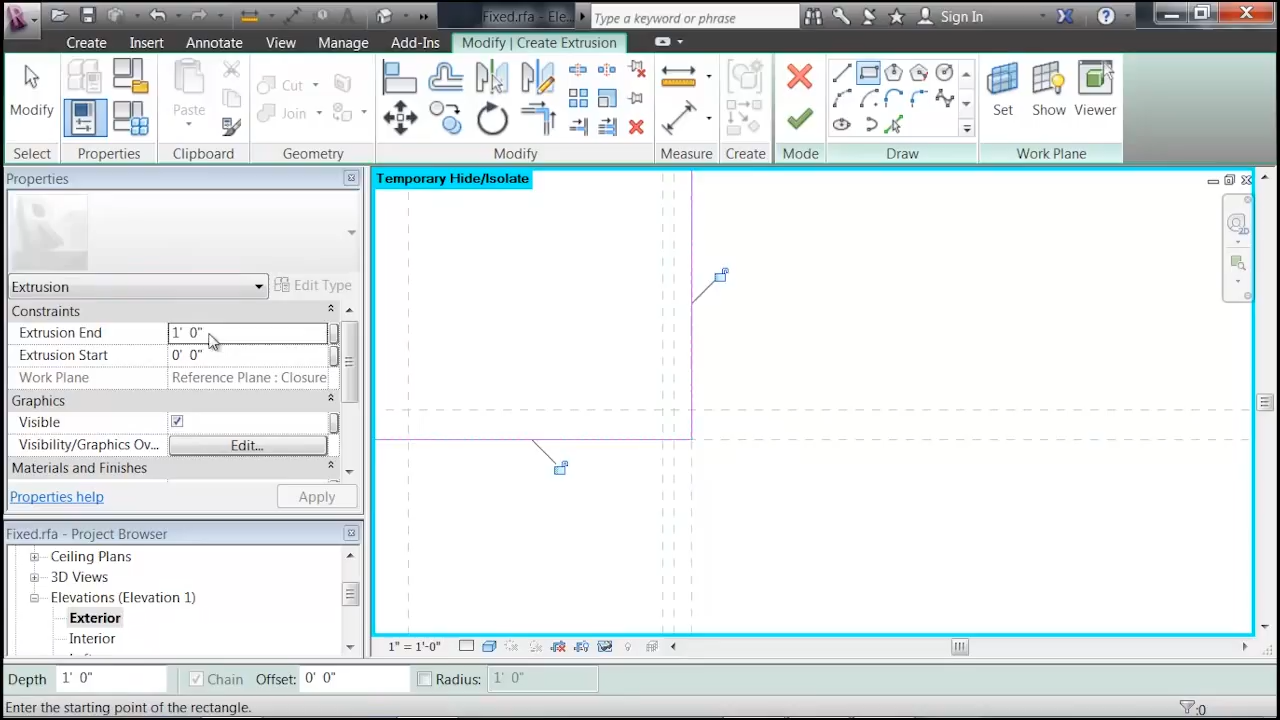 Fixed.rfa - Ele...
Type a keyword or phrase
Sign In
Create
Insert
Annotate
View
Manage
Add-Ins
Modify | Create Extrusion
Modify
Paste
Cut
Join
Set
Show
Viewer
Select
Properties
Clipboard
Geometry
Modify
Measure
Create
Mode
Draw
Work Plane
Properties
Temporary Hide/Isolate
2D
Extrusion
Edit Type
Constraints
Extrusion End
1' 0"
Extrusion Start
0' 0"
Work Plane
Reference Plane : Closure
Graphics
Visible
Visibility/Graphics Ov...
Edit...
Materials and Finishes
Properties help
Apply
Fixed.rfa - Project Browser
Ceiling Plans
3D Views
Elevations (Elevation 1)
Exterior
Interior
1" = 1'-0"
Depth
1' 0"
Chain
Offset:
0' 0"
Radius:
1' 0"
Enter the starting point of the rectangle.
:0